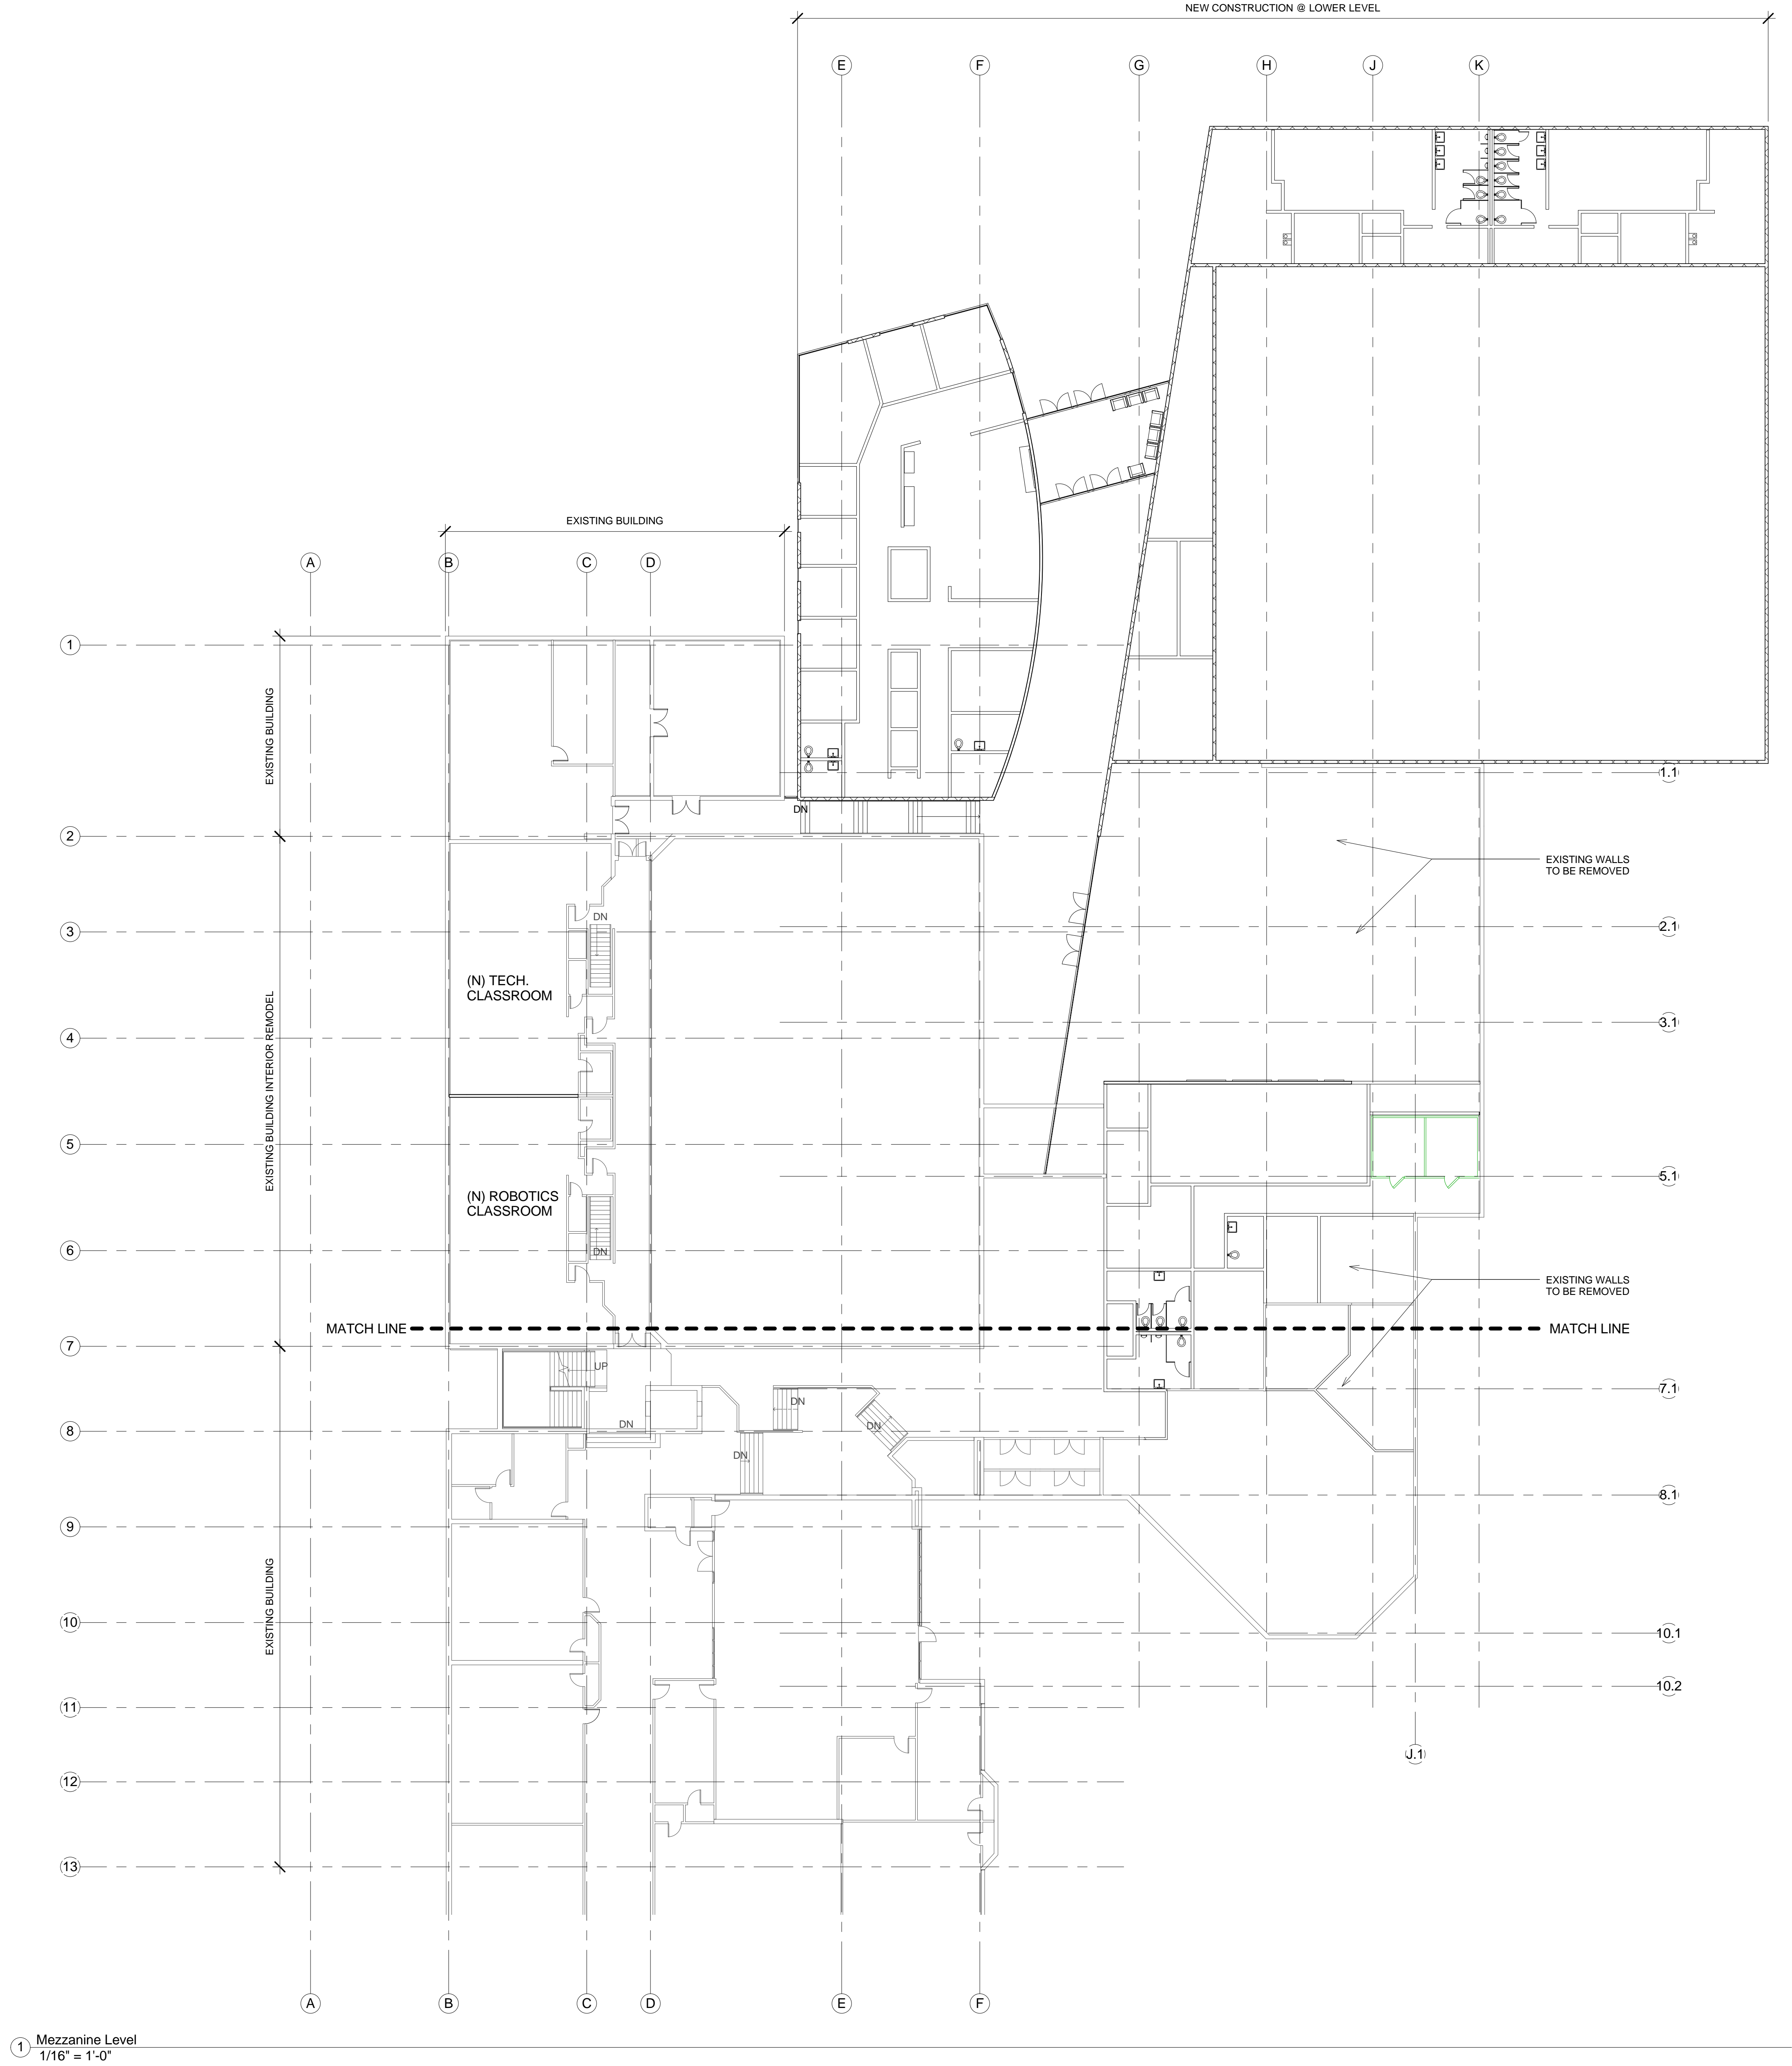 NEW CONSTRUCTION @ LOWER LEVEL
E
F
G
H
J
K
EXISTING BUILDING
A
B
C
D
1
EXISTING BUILDING
1.1
DN
2
EXISTING WALLS
TO BE REMOVED
DN
3
2.1
(N) TECH.
CLASSROOM
3.1
4
EXISTING BUILDING INTERIOR REMODEL
5
5.1
(N) ROBOTICS
CLASSROOM
6
DN
EXISTING WALLS
TO BE REMOVED
MATCH LINE
MATCH LINE
7
UP
7.1
DN
DN
DN
8
DN
8.1
9
EXISTING BUILDING
10
10.1
10.2
11
J.1
12
13
A
B
C
D
E
F
1
Mezzanine Level
1/16" = 1'-0"